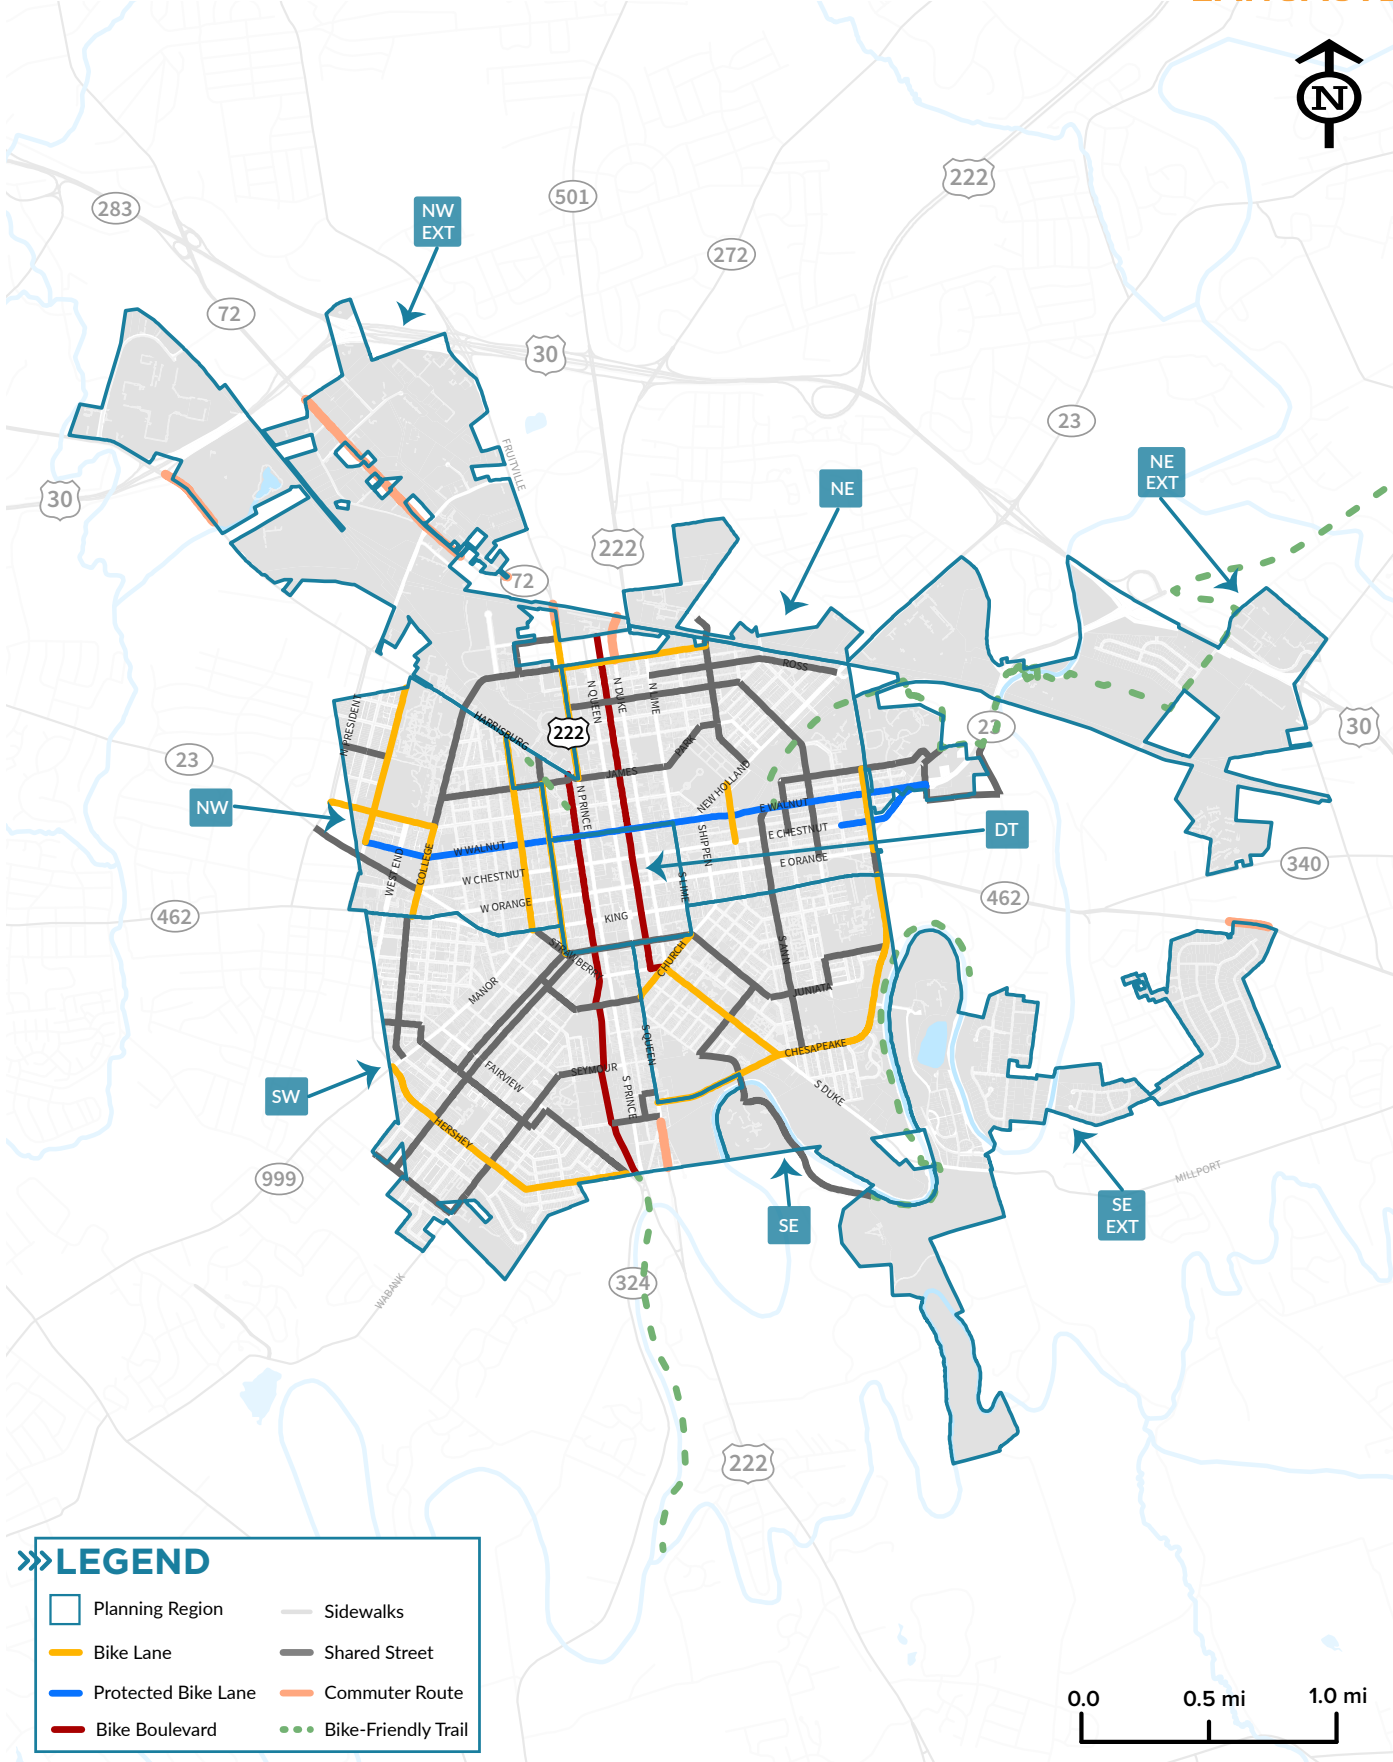 N
283
501
222
NW
EXT
272
72
30
23
FRUITVILLE
NE
EXT
NE
30
222
72
ROSS
N PRESIDENT
N QUEEN
N DUKE
N LIME
HARRISBURG
222
23
30
23
PARK
JAMES
NEW HOLLAND
NW
N PRINCE
E WALNUT
SHIPPEN
E CHESTNUT
DT
WEST END
COLLEGE
W WALNUT
E ORANGE
340
W CHESTNUT
S LIME
462
462
W ORANGE
KING
STRAWBERRY
CHURCH
S ANN
MANOR
JUNIATA
S QUEEN
CHESAPEAKE
SW
FAIRVIEW
SEYMOUR
S PRINCE
S DUKE
HERSHEY
999
MILLPORT
SE
SE
EXT
WABANK
324
222
LEGEND
Planning Region
Sidewalks
Bike Lane
Shared Street
Protected Bike Lane
Commuter Route
Bike Boulevard
Bike-Friendly Trail
0.0
0.5 mi
1.0 mi